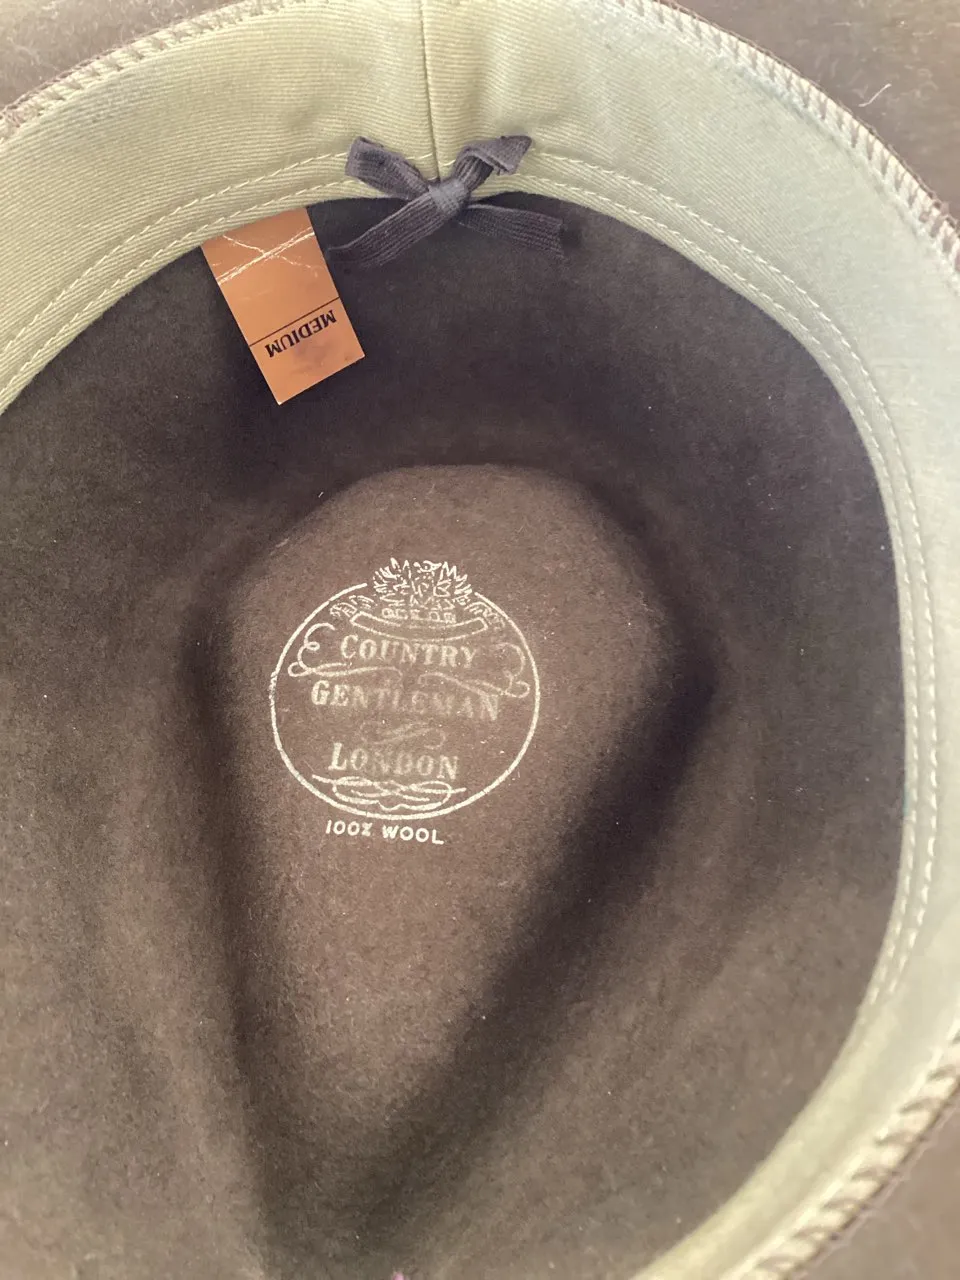 MEDIUM
COUNTRY
GENTLEMAN
LONDON
100% WOOL